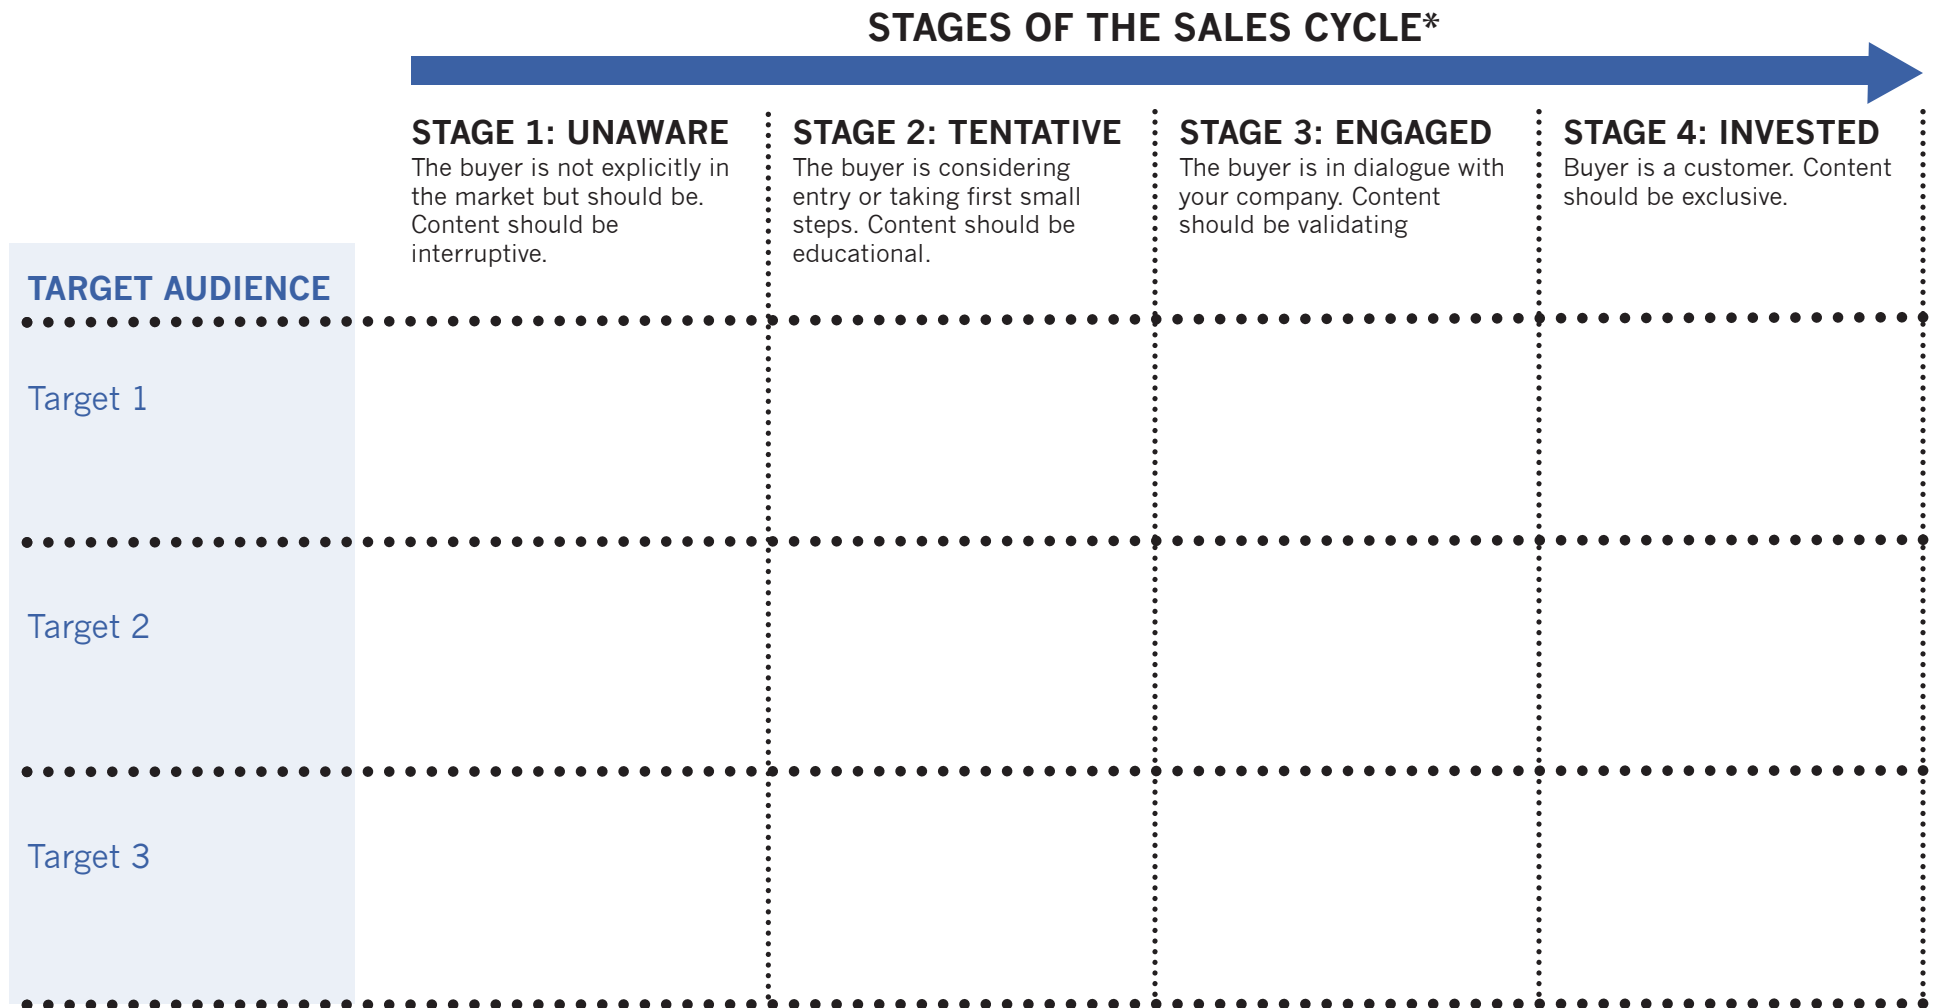 STAGES OF THE SALES CYCLE*
STAGE 1: UNAWARE
The buyer is not explicitly in
the market but should be.
Content should be
interruptive.
STAGE 2: TENTATIVE
The buyer is considering
entry or taking first small
steps. Content should be
educational.
STAGE 3: ENGAGED
The buyer is in dialogue with
your company. Content
should be validating
STAGE 4: INVESTED
Buyer is a customer. Content
should be exclusive.
TARGET AUDIENCE
Target 1
Target 2
Target 3